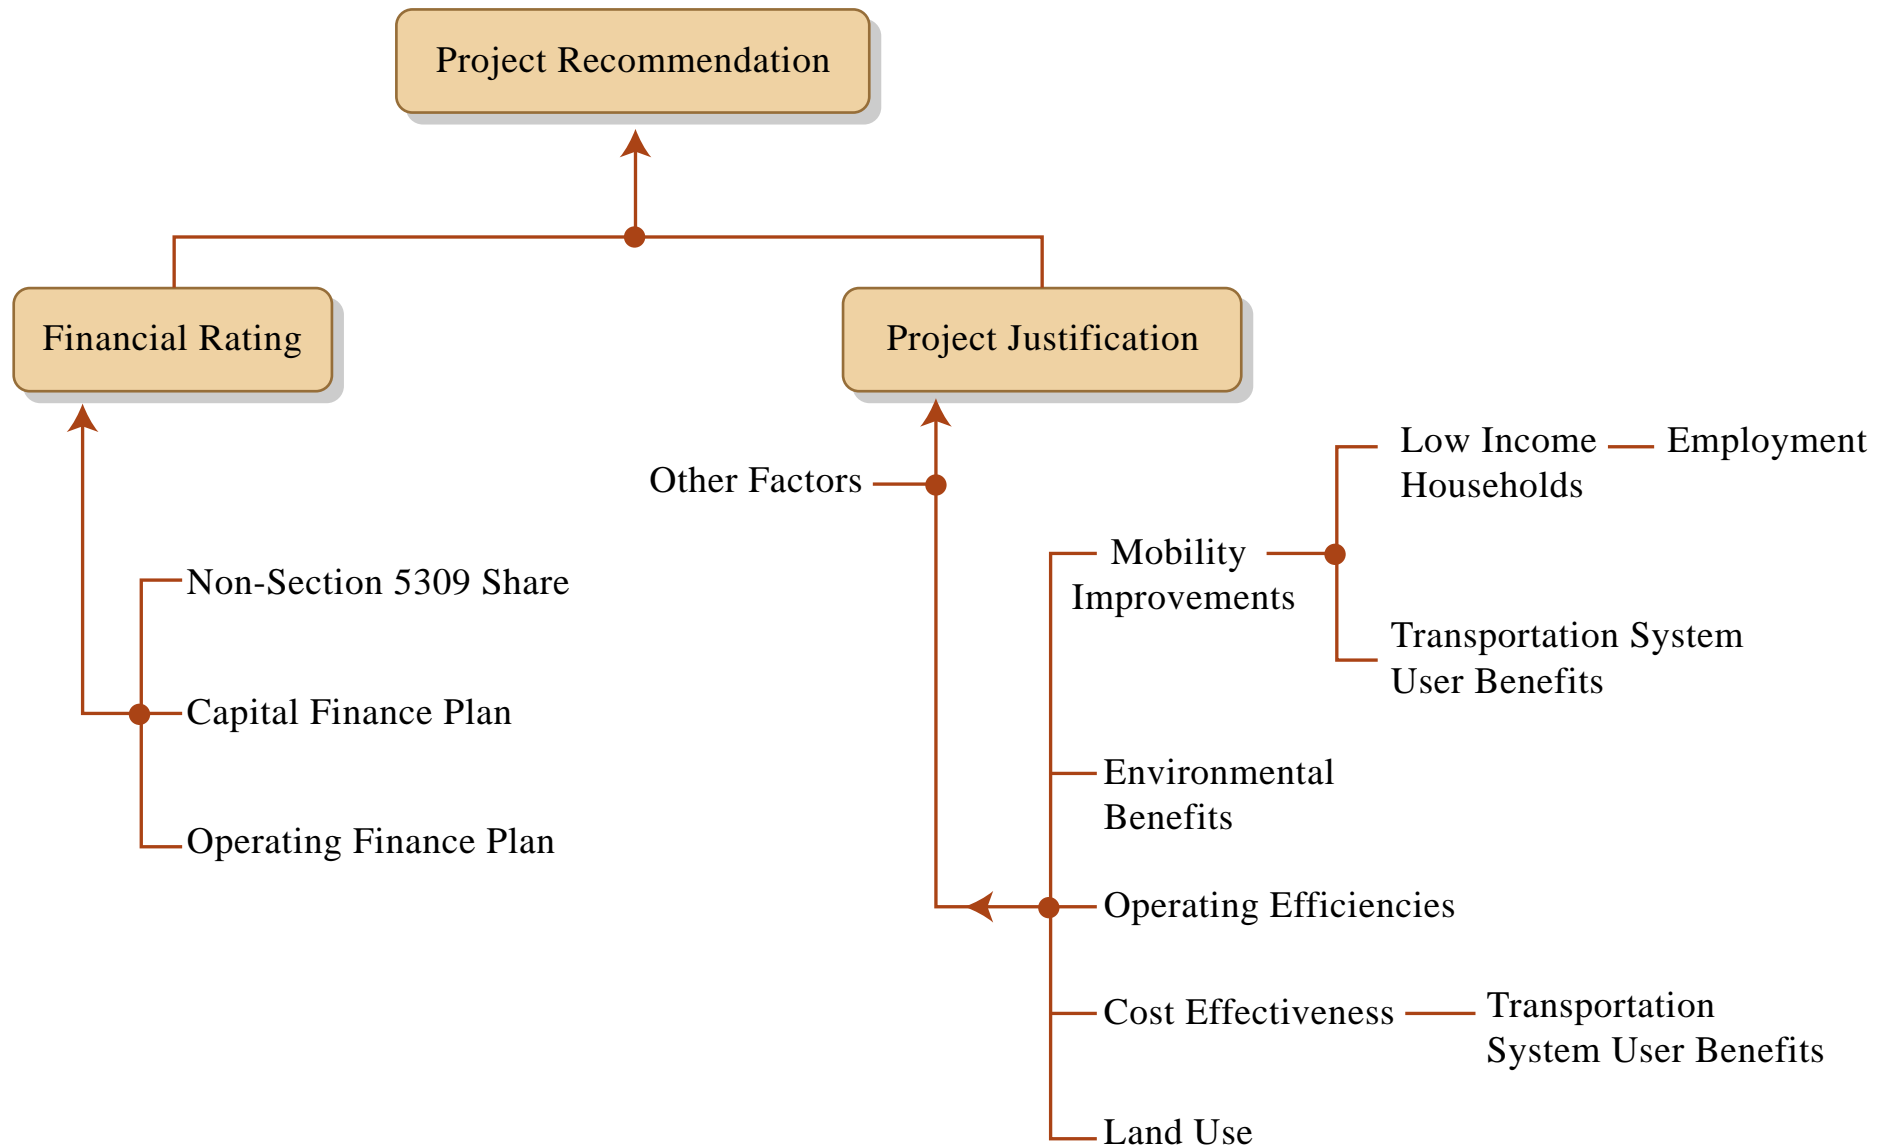 Project Recommendation
Financial Rating
Project Justification
Other Factors
Low Income
Households
Employment
Mobility
Improvements
Transportation System
User Benefits
Non-Section 5309 Share
Capital Finance Plan
Operating Finance Plan
Environmental
Benefits
Operating Efficiencies
Cost Effectiveness
Transportation
System User Benefits
Land Use